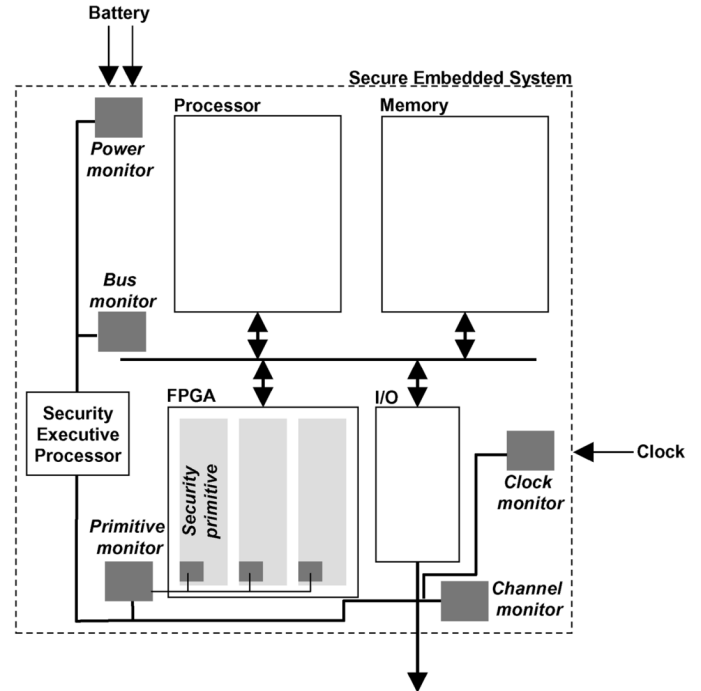 Battery
Secure Embedded System
Processor
Memory
Power
monitor
Bus
monitor
FPGA
I/O
Security
Executive
Processor
Security
primitive
Clock
Clock
monitor
Primitive
monitor
Channel
monitor